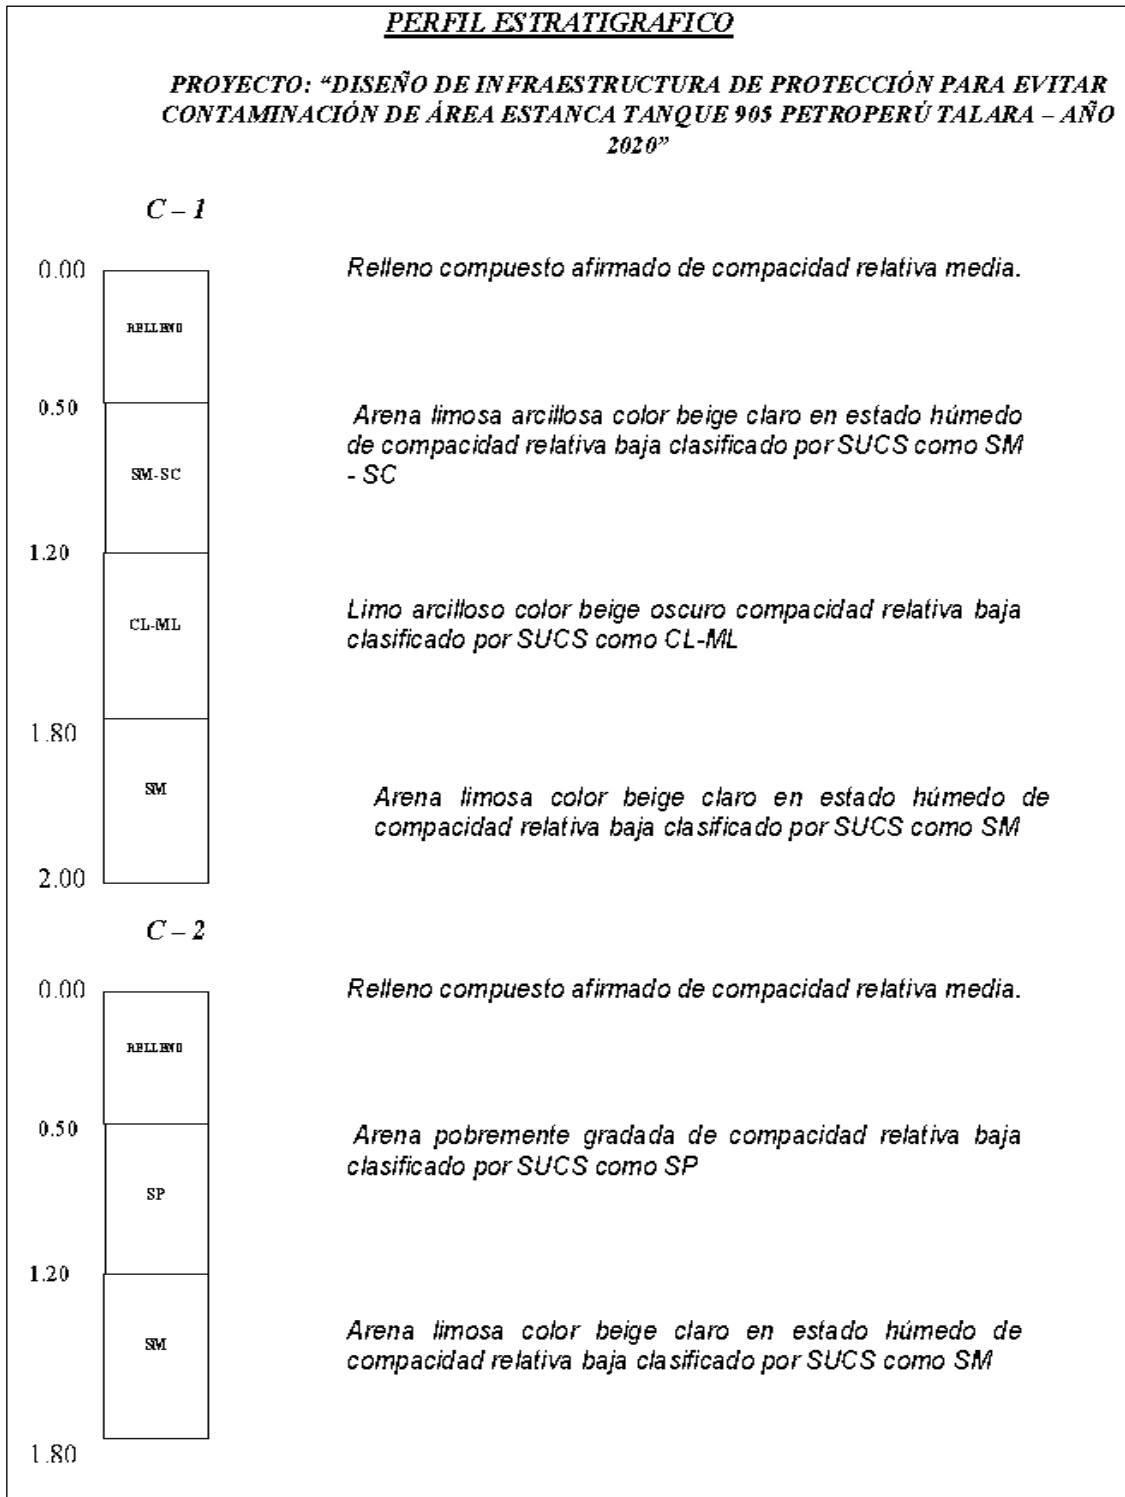 PERFIL ESTRATIGRAFICO
PROYECTO: “DISEÑO DE INFRAESTRUCTURA DE PROTECCIÓN PARA EVITAR
CONTAMINACIÓN DE ÁREA ESTANCA TANQUE 905 PETROPERÚ TALARA – AÑO
2020”
C – 1
0.00
Relleno compuesto afirmado de compacidad relativa media.
RELLENO
0.50
Arena limosa arcillosa color beige claro en estado húmedo
de compacidad relativa baja clasificado por SUCS como SM
- SC
SM-SC
1.20
CL-ML
Limo arcilloso color beige oscuro compacidad relativa baja
clasificado por SUCS como CL-ML
1.80
SM
Arena limosa color beige claro en estado húmedo de
compacidad relativa baja clasificado por SUCS como SM
2.00
C – 2
0.00
Relleno compuesto afirmado de compacidad relativa media.
RELLENO
0.50
Arena pobremente gradada de compacidad relativa baja
clasificado por SUCS como SP
SP
1.20
SM
Arena limosa color beige claro en estado húmedo de
compacidad relativa baja clasificado por SUCS como SM
1.80